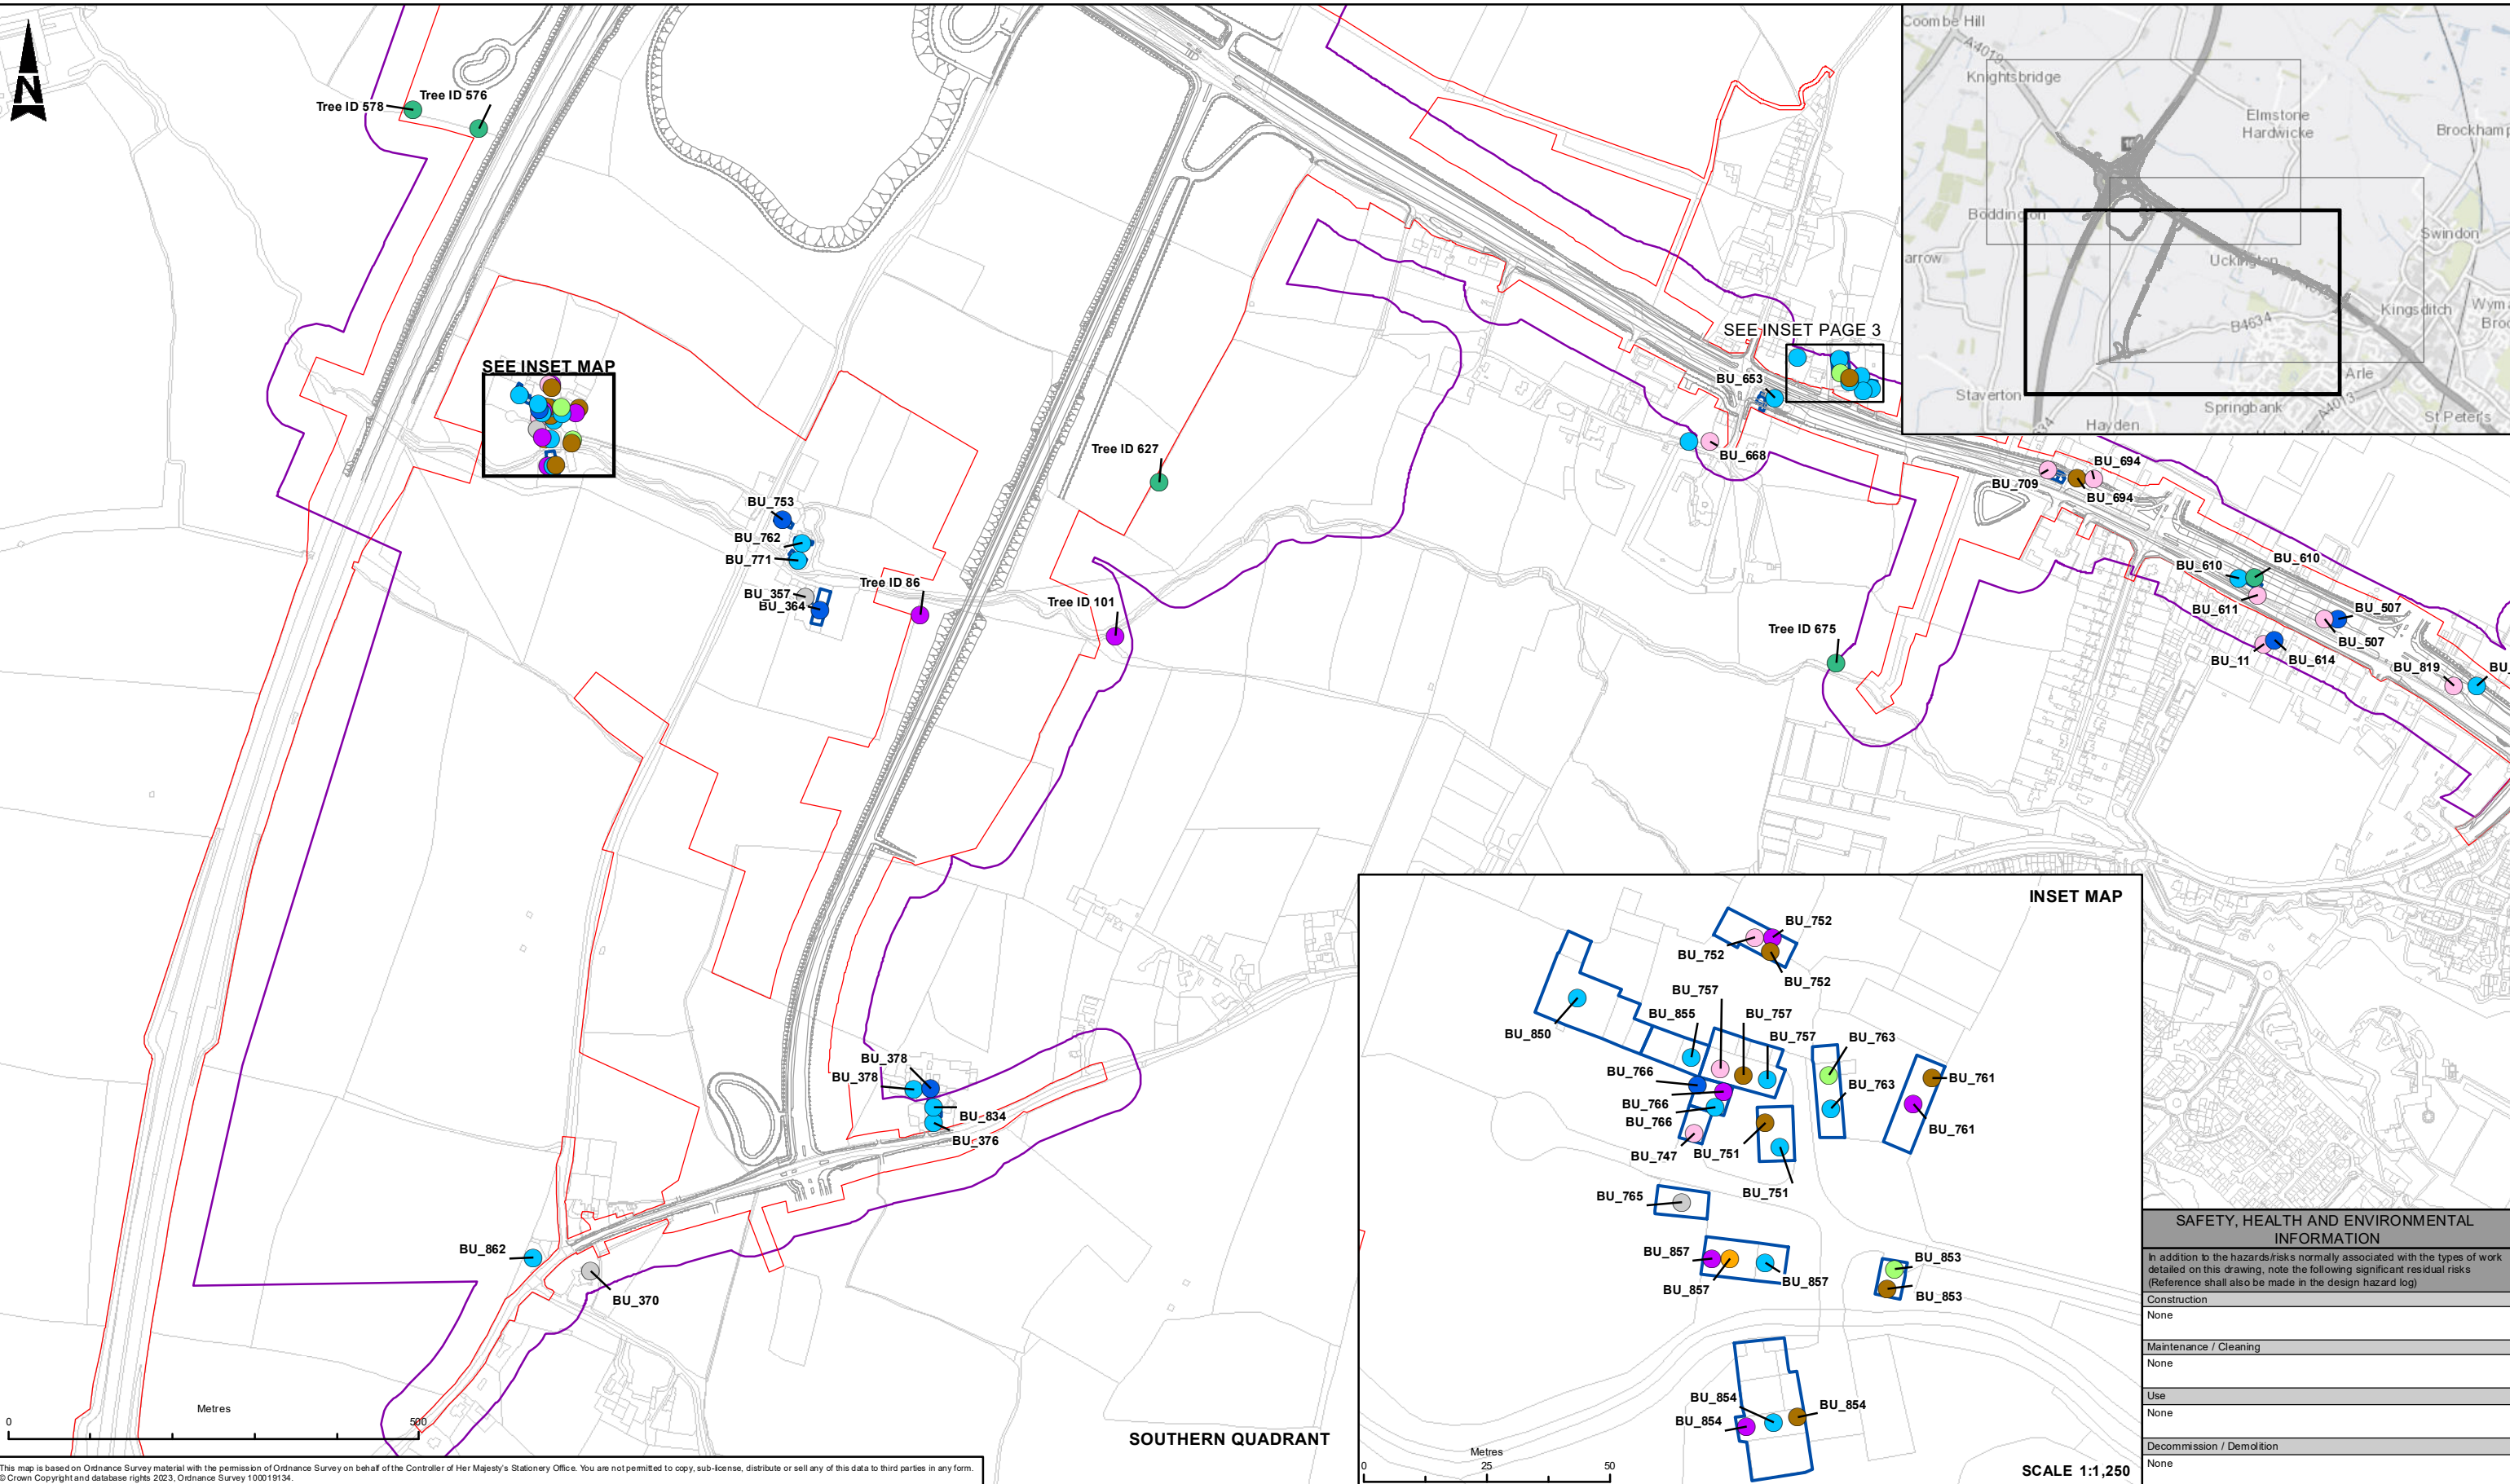 N
Tree ID 578
Tree ID 576
SEE INSET MAP
BU_753
BU_762
BU_771
BU_357
BU_364
Tree ID 86
Tree ID 101
Tree ID 627
SEE INSET PAGE 3
BU_653
BU_668
Tree ID 675
BU_709
BU_694
BU_694
BU_610
BU_610
BU_611
BU_507
BU_507
BU_11
BU_614
BU_819
BU_
Coombe Hill
A4019
Knightsbridge
Elmstone
Hardwicke
Brockhamp
10
Boddington
Swindon
arrow
Uckington
Kingsditch
Wyma
Broo
B4634
Staverton
Arle
Springbank
A4013
St Peter's
Hayden
BU_378
BU_378
BU_834
BU_376
BU_862
BU_370
Metres
0
500
SOUTHERN QUADRANT
INSET MAP
BU_752
BU_752
BU_752
BU_850
BU_757
BU_855
BU_757
BU_757
BU_763
BU_763
BU_761
BU_761
BU_766
BU_766
BU_766
BU_747
BU_751
BU_751
BU_765
BU_857
BU_857
BU_857
BU_853
BU_853
BU_854
BU_854
BU_854
Metres
0
25
50
SCALE 1:1,250
SAFETY, HEALTH AND ENVIRONMENTAL
INFORMATION
In addition to the hazards/risks normally associated with the types of work
detailed on this drawing, note the following significant residual risks
(Reference shall also be made in the design hazard log)
Construction
None
Maintenance / Cleaning
None
Use
None
Decommission / Demolition
None
This map is based on Ordnance Survey material with the permission of Ordnance Survey on behalf of the Controller of Her Majesty's Stationery Office. You are not permitted to copy, sub-license, distribute or sell any of this data to third parties in any form.
© Crown Copyright and database rights 2023, Ordnance Survey 100019134.